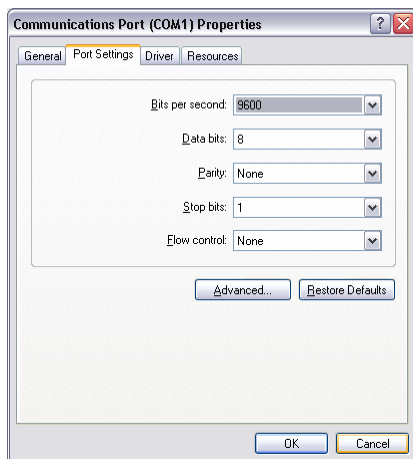 Communications Port (COM1) Properties
?
X
General Port Settings Driver Resources
Bits per second: 9600
Data bits: 8
Parity: None
Stop bits: 1
Flow control: None
Advanced... Restore Defaults
OK Cancel